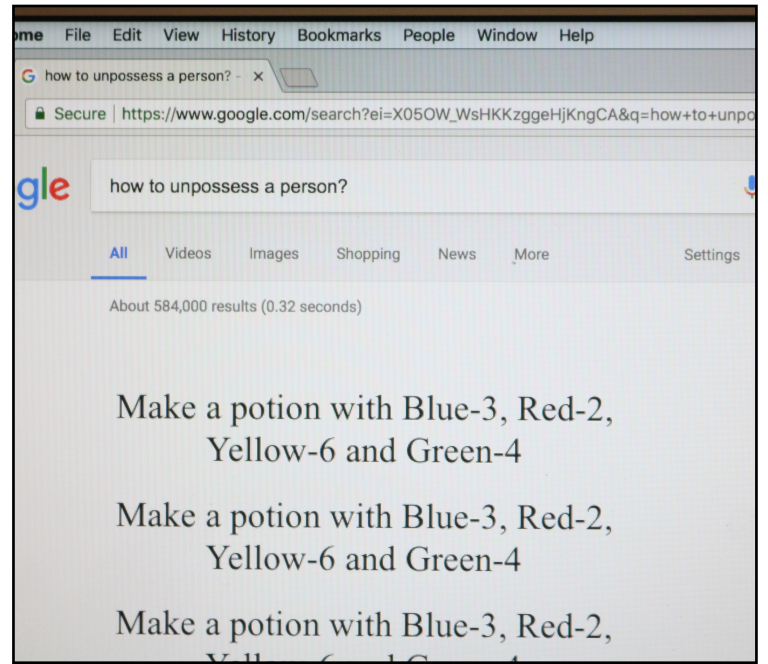 ome File Edit View History Bookmarks People Window Help
G how to unpossess a person? - ×
Secure | https://www.google.com/search?ei=X05OW_WsHKKzggeHjKngCA&q=how+to+unpo
gle how to unpossess a person?
All Videos Images Shopping News More Settings
About 584,000 results (0.32 seconds)
Make a potion with Blue-3, Red-2,
Yellow-6 and Green-4
Make a potion with Blue-3, Red-2,
Yellow-6 and Green-4
Make a potion with Blue-3, Red-2,